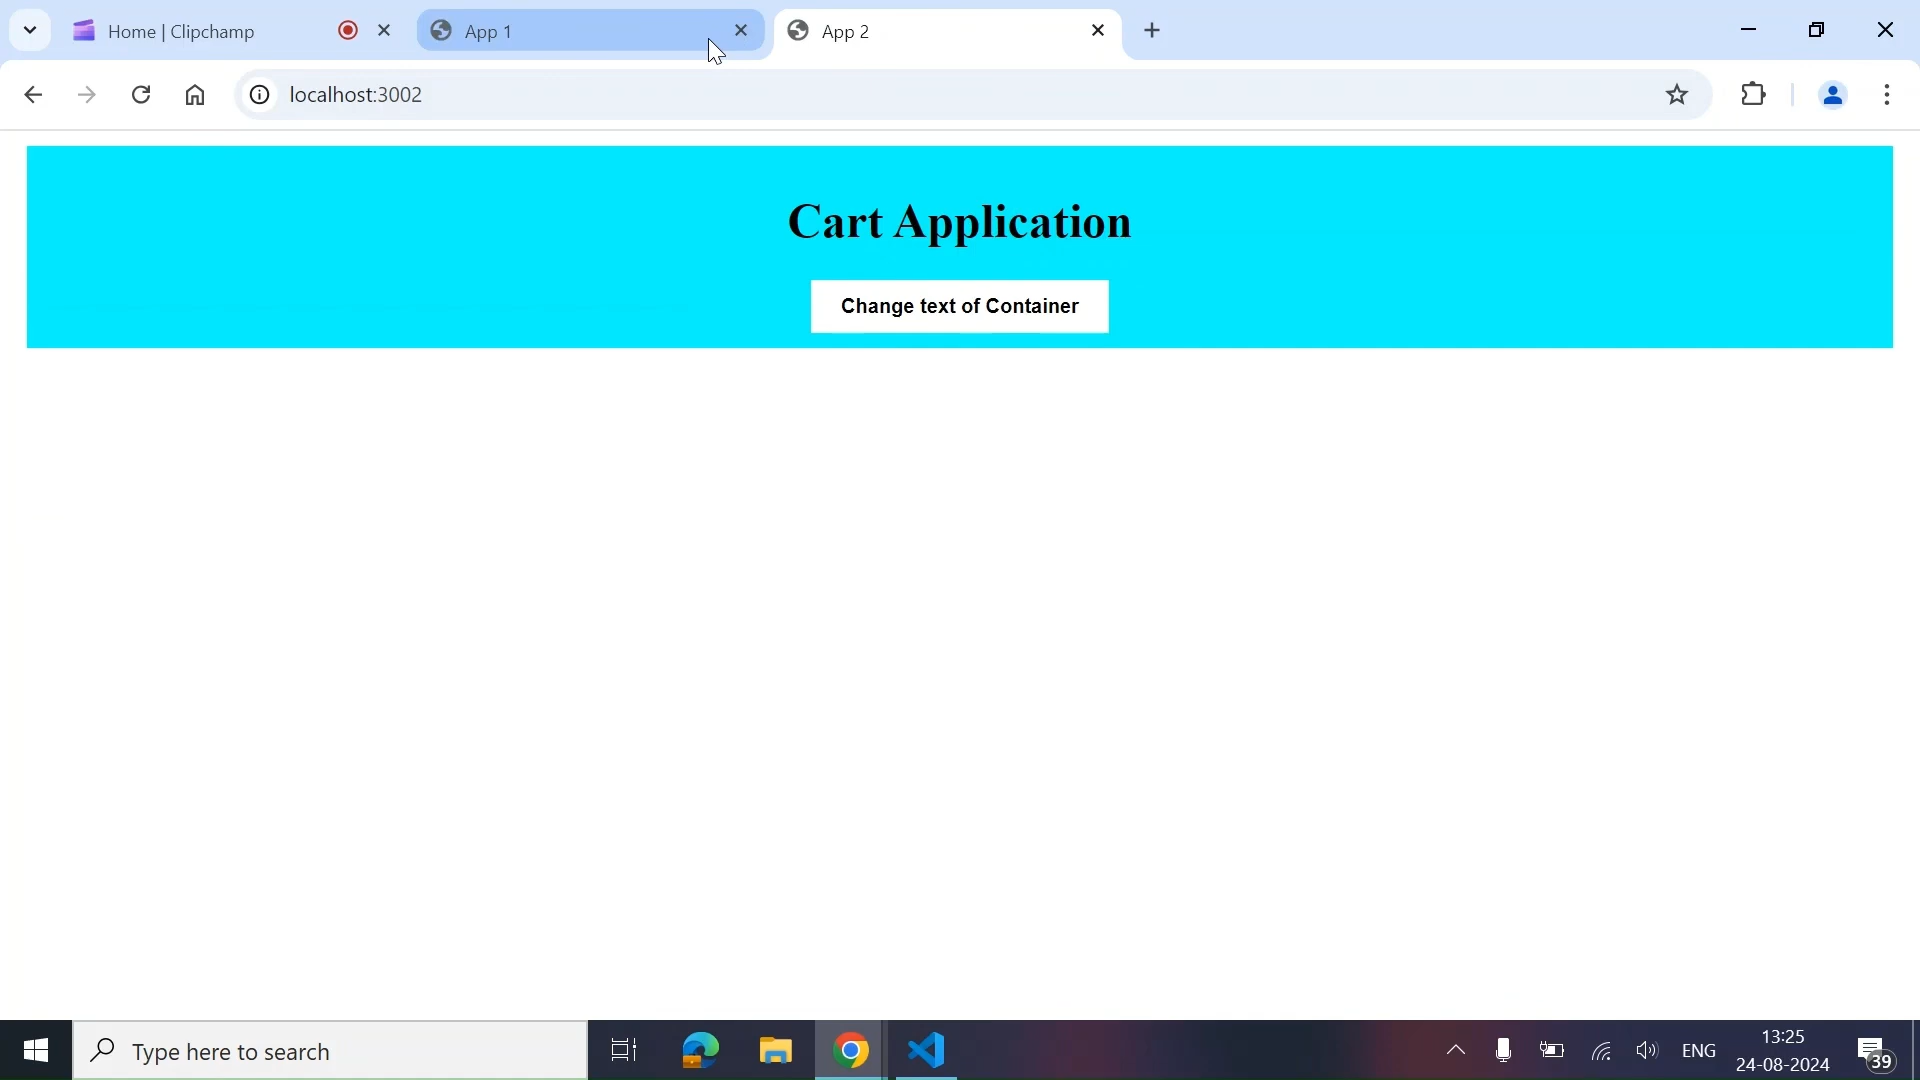 Home | Clipchamp
App 1
App 2
localhost:3002
Cart Application
Change text of Container
Type here to search
ENG
13:25
24-08-2024
39